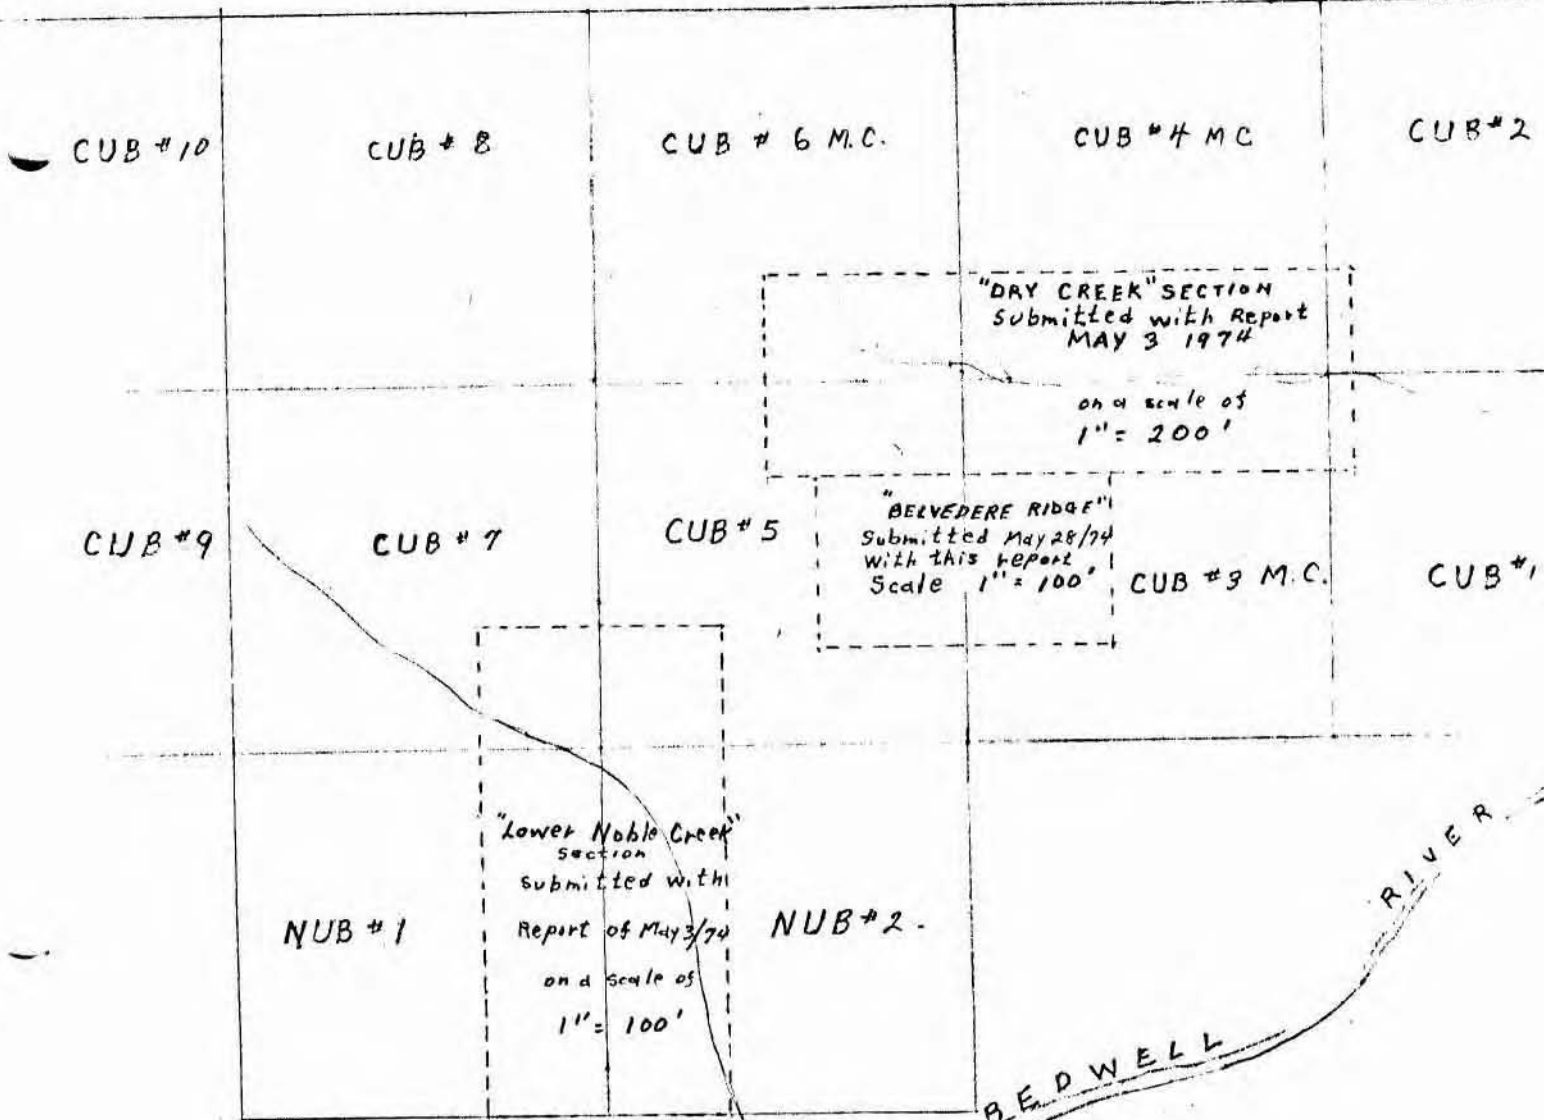 CUB #10
CUB # 8
CUB # 6 M.C.
CUB #4 M C
CUB #2
"DRY CREEK" SECTION
Submitted with Report
MAY 3 1974
on a scale of
1" = 200'
CUB #9
CUB # 7
CUB # 5
"BELVEDERE RIDGE"
Submitted May 28/74
with this report
Scale 1" = 100'
CUB #3 M.C.
CUB #1
"Lower Noble Creek"
Section
Submitted with
Report of May 3/74
on a scale of
1" = 100'
NUB #1
NUB #2.
BEDWELL RIVER